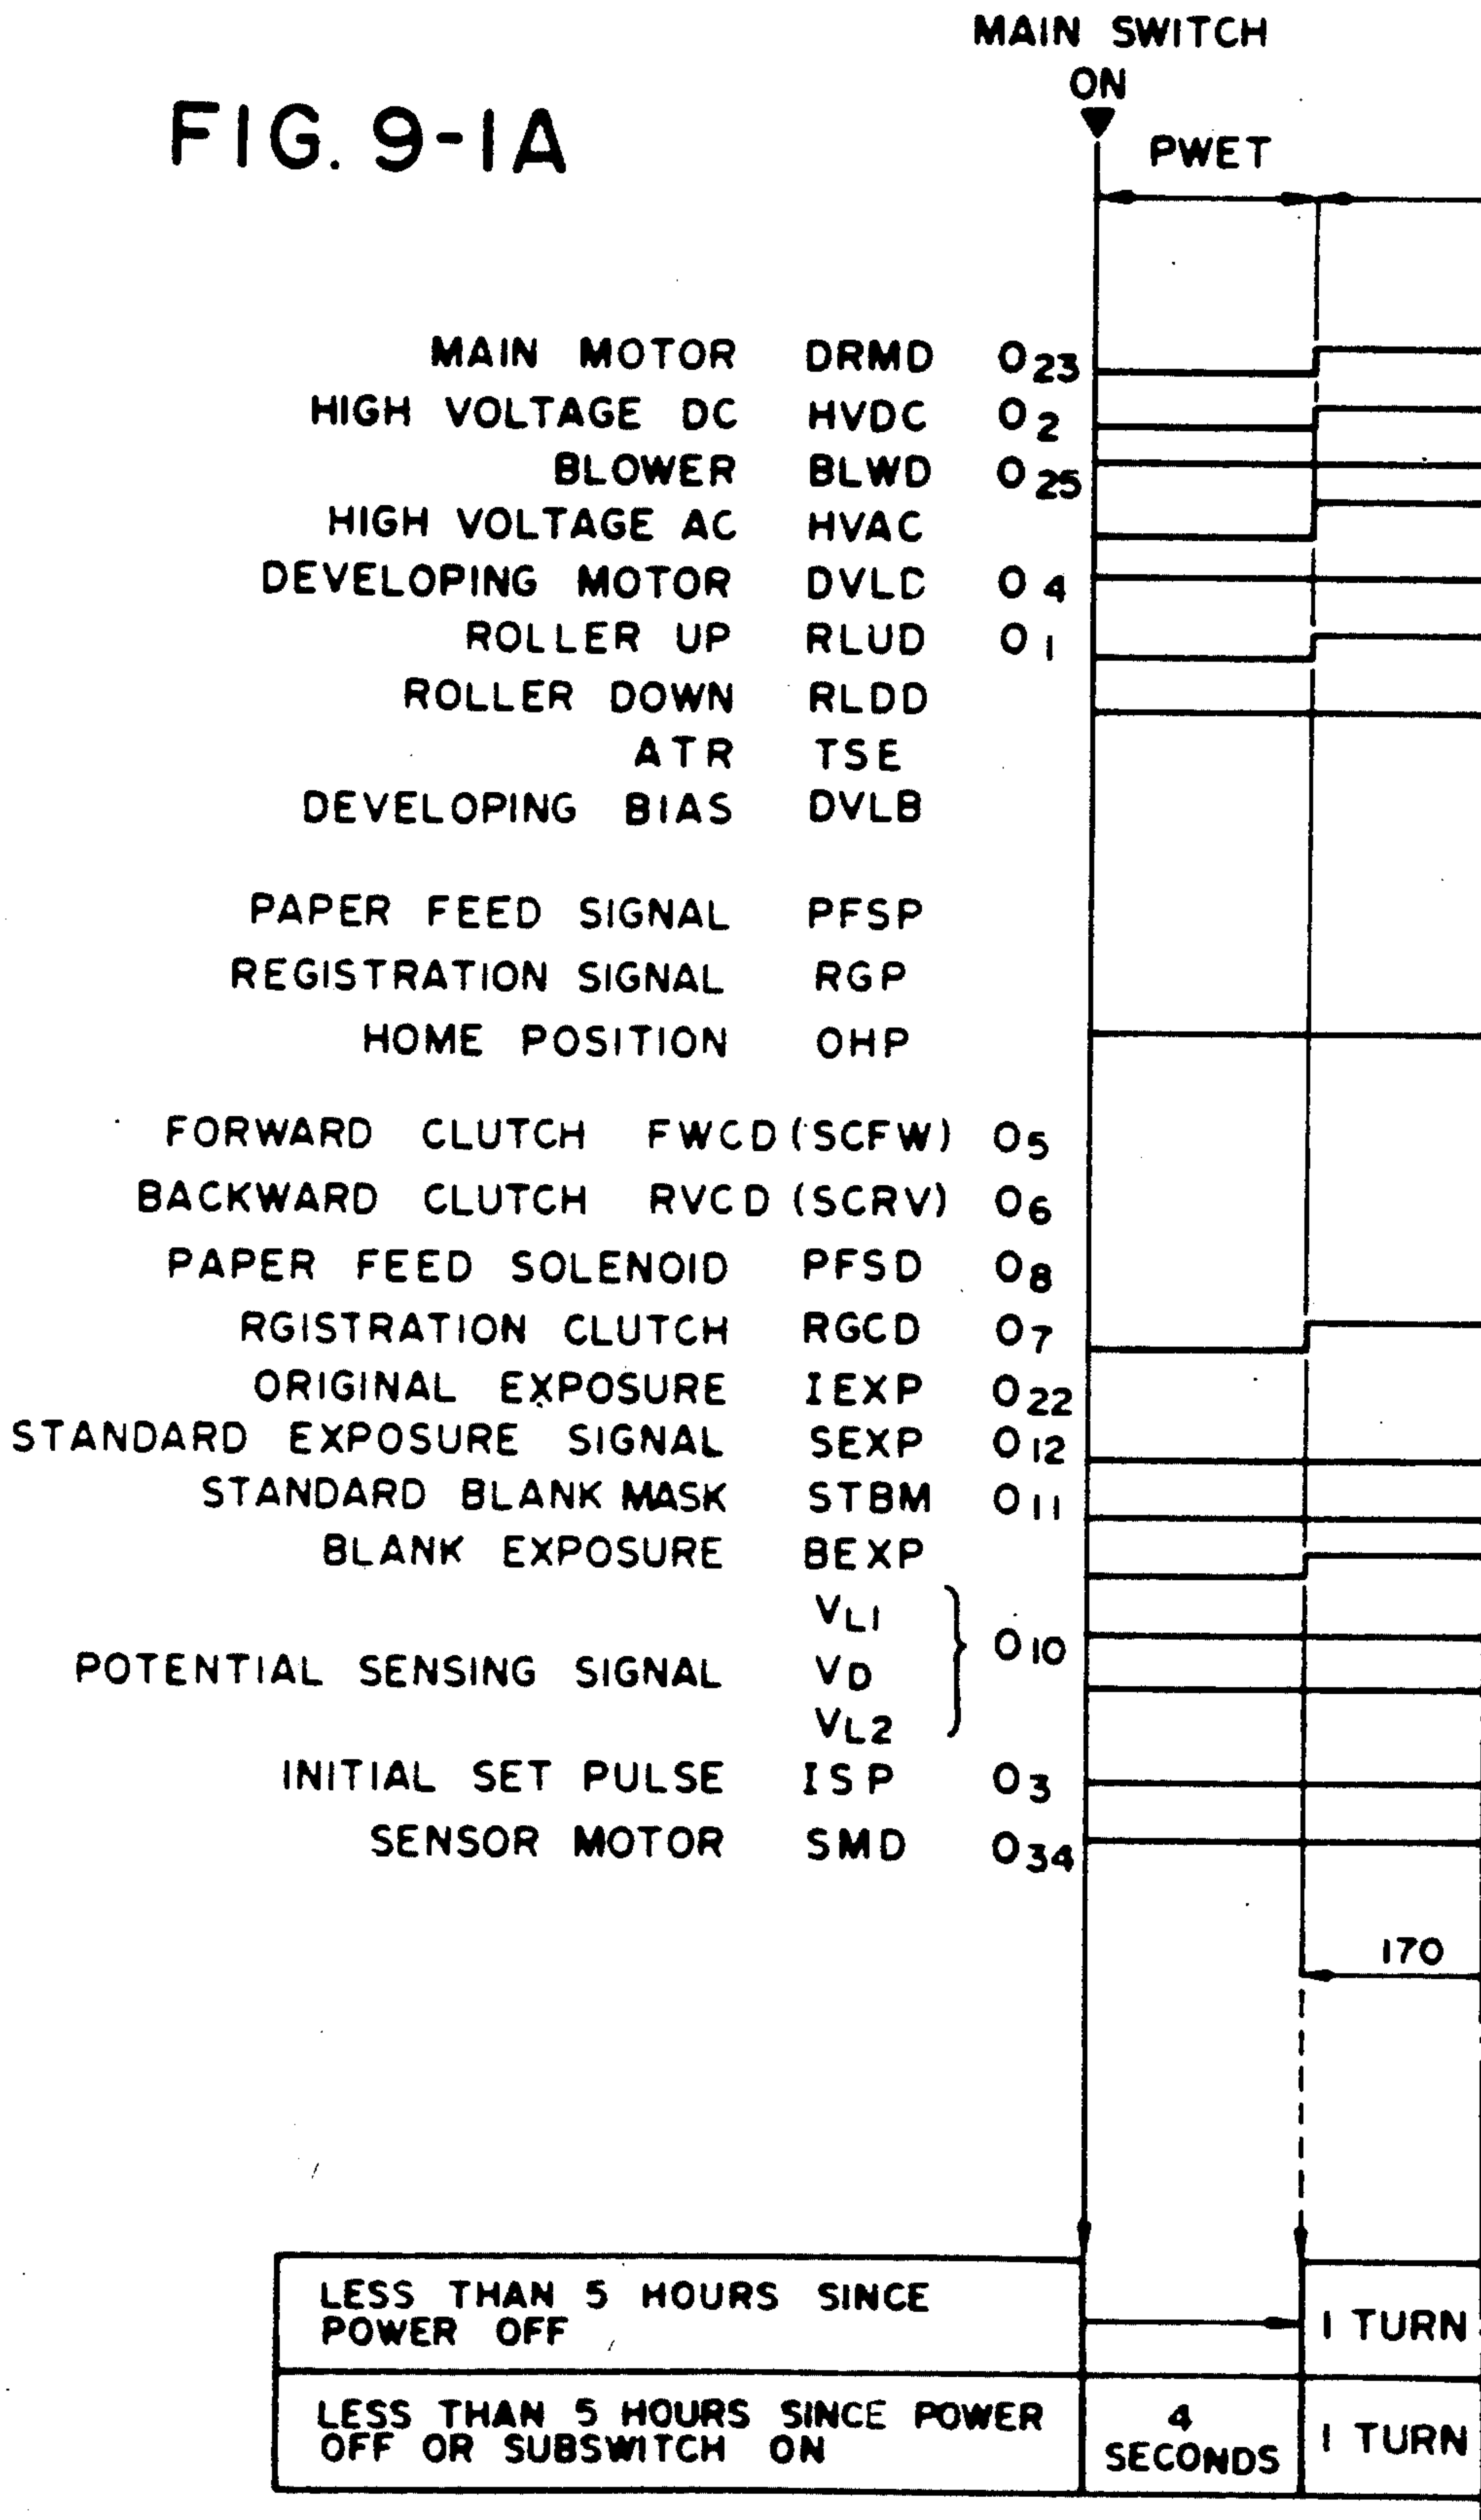 MAIN SWITCH
ON
FIG. 9-1A
PWET
MAIN MOTOR DRMD O23
HIGH VOLTAGE DC HVDC O2
BLOWER BLWD O25
HIGH VOLTAGE AC HVAC
DEVELOPING MOTOR DVLC O4
ROLLER UP RLUD O1
ROLLER DOWN RLDD
ATR TSE
DEVELOPING BIAS DVLB
PAPER FEED SIGNAL PFSP
REGISTRATION SIGNAL RGP
HOME POSITION OHP
FORWARD CLUTCH FWCD (SCFW) O5
BACKWARD CLUTCH RVCD (SCRV) O6
PAPER FEED SOLENOID PFSD O8
RGISTRATION CLUTCH RGCD O7
ORIGINAL EXPOSURE IEXP O22
STANDARD EXPOSURE SIGNAL SEXP O12
STANDARD BLANK MASK STBM O11
BLANK EXPOSURE BEXP
VL1
POTENTIAL SENSING SIGNAL VD O10
VL2
INITIAL SET PULSE ISP O3
SENSOR MOTOR SMD O34
170
LESS THAN 5 HOURS SINCE
POWER OFF
1 TURN
LESS THAN 5 HOURS SINCE POWER
OFF OR SUBSWITCH ON
4
SECONDS
1 TURN